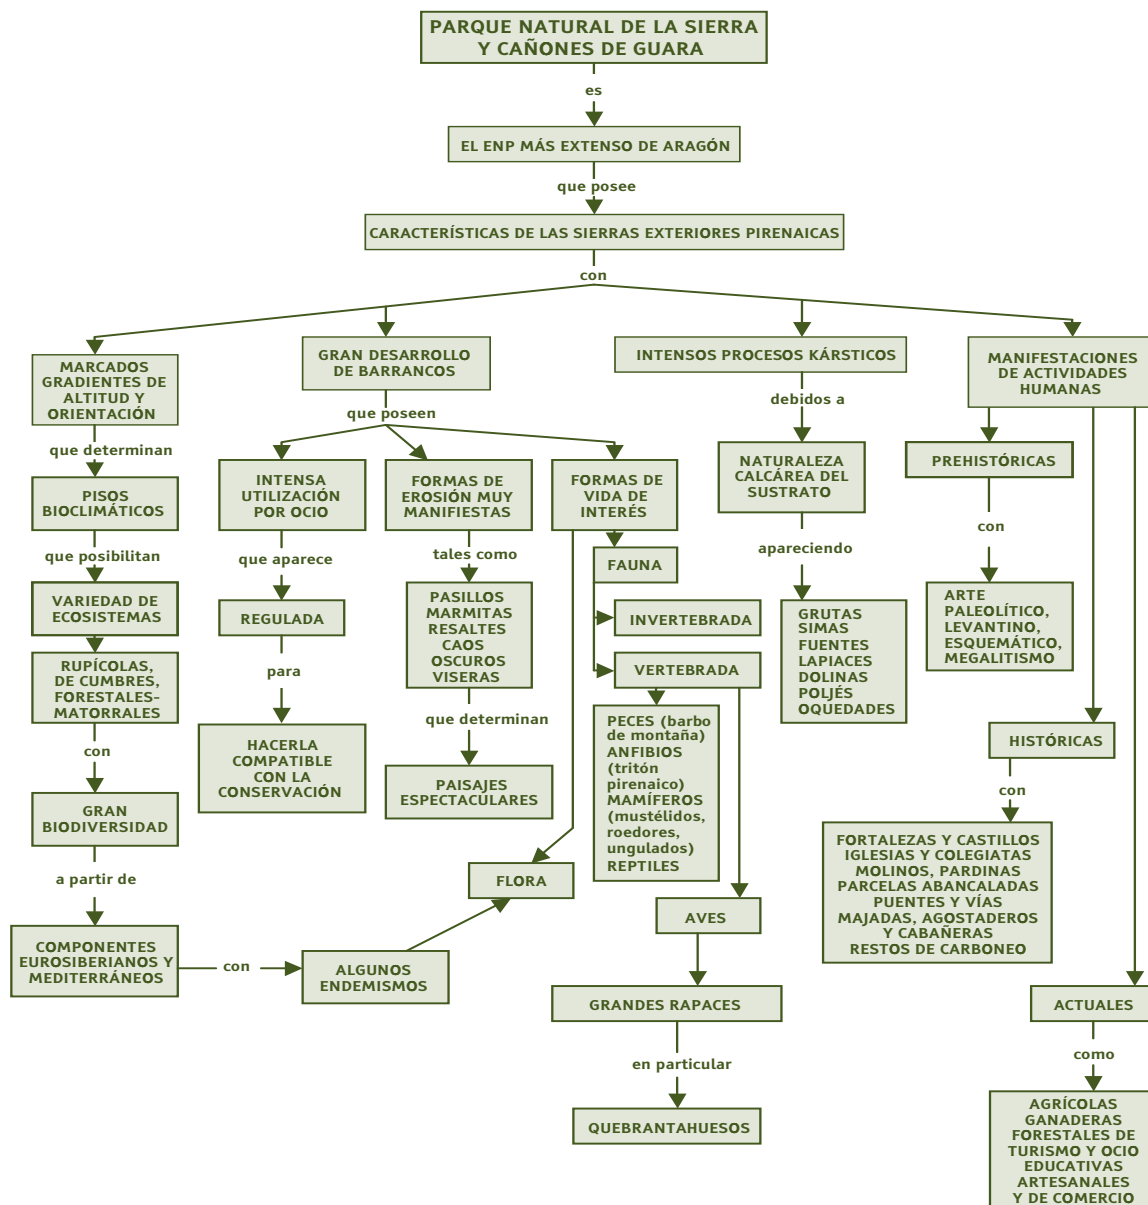 PARQUE NATURAL DE LA SIERRA
Y CAÑONES DE GUARA
es
EL ENP MÁS EXTENSO DE ARAGÓN
que posee
CARACTERÍSTICAS DE LAS SIERRAS EXTERIORES PIRENAICAS
con
MARCADOS
GRADIENTES DE
ALTITUD Y
ORIENTACIÓN
que determinan
PISOS
BIOCLIMÁTICOS
que posibilitan
VARIEDAD DE
ECOSISTEMAS
RUPÍCOLAS,
DE CUMBRES,
FORESTALES-
MATORRALES
con
GRAN
BIODIVERSIDAD
a partir de
COMPONENTES
EUROSIBERIANOS Y
MEDITERRÁNEOS
con
ALGUNOS
ENDEMISMOS
GRAN DESARROLLO
DE BARRANCOS
que poseen
INTENSA
UTILIZACIÓN
POR OCIO
que aparece
REGULADA
para
HACERLA
COMPATIBLE
CON LA
CONSERVACIÓN
FORMAS DE
EROSIÓN MUY
MANIFIESTAS
tales como
PASILLOS
MARMITAS
RESALTES
CAOS
OSCUROS
VISERAS
que determinan
PAISAJES
ESPECTACULARES
FORMAS DE
VIDA DE
INTERÉS
FAUNA
INVERTEBRADA
VERTEBRADA
PECES (barbo
de montaña)
ANFIBIOS
(tritón
pirenaico)
MAMÍFEROS
(mustélidos,
roedores,
ungulados)
REPTILES
FLORA
AVES
GRANDES RAPACES
en particular
QUEBRANTAHUESOS
INTENSOS PROCESOS KÁRSTICOS
debidos a
NATURALEZA
CALCÁREA DEL
SUSTRATO
apareciendo
GRUTAS
SIMAS
FUENTES
LAPIACES
DOLINAS
POLJÉS
OQUEDADES
MANIFESTACIONES
DE ACTIVIDADES
HUMANAS
PREHISTÓRICAS
con
ARTE
PALEOLÍTICO,
LEVANTINO,
ESQUEMÁTICO,
MEGALITISMO
HISTÓRICAS
con
FORTALEZAS Y CASTILLOS
IGLESIAS Y COLEGIATAS
MOLINOS, PARDINAS
PARCELAS ABANCALADAS
PUENTES Y VÍAS
MAJADAS, AGOSTADEROS
Y CABAÑERAS
RESTOS DE CARBONEO
ACTUALES
como
AGRÍCOLAS
GANADERAS
FORESTALES DE
TURISMO Y OCIO
EDUCATIVAS
ARTESANALES
Y DE COMERCIO